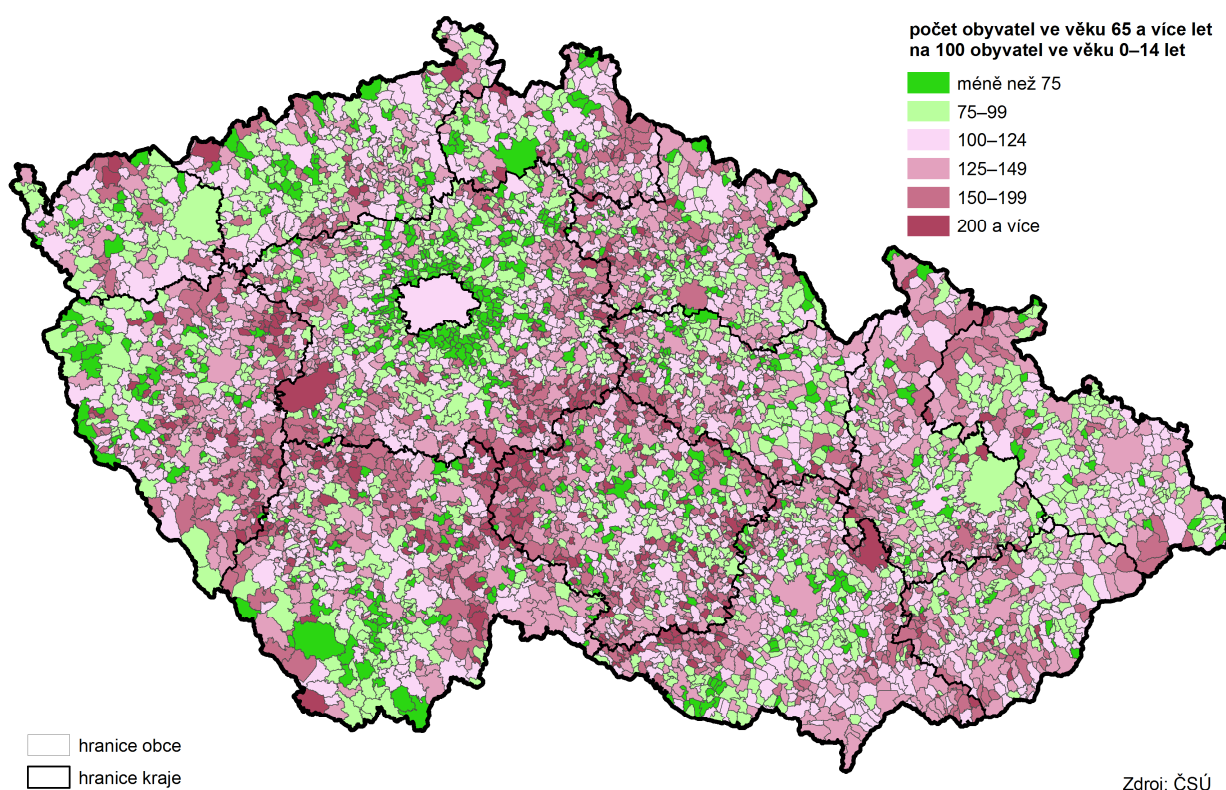 počet obyvatel ve věku 65 a více let
na 100 obyvatel ve věku 0–14 let
méně než 75
75–99
100–124
125–149
150–199
200 a více
hranice obce
hranice kraje
Zdroj: ČSÚ